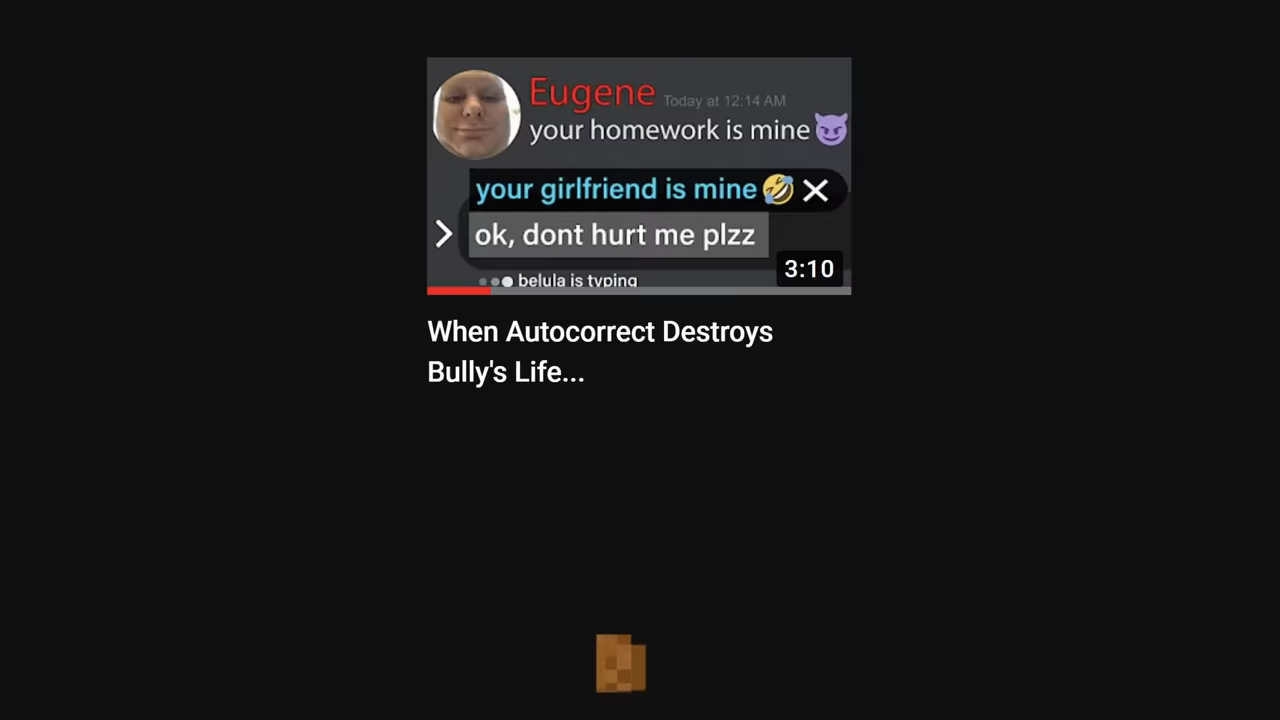 Eugene Today at 12:14 AM
your homework is mine 😈
your girlfriend is mine 🤣 ✕
ok, dont hurt me plzz
3:10
belula is typing
When Autocorrect Destroys
Bully's Life...